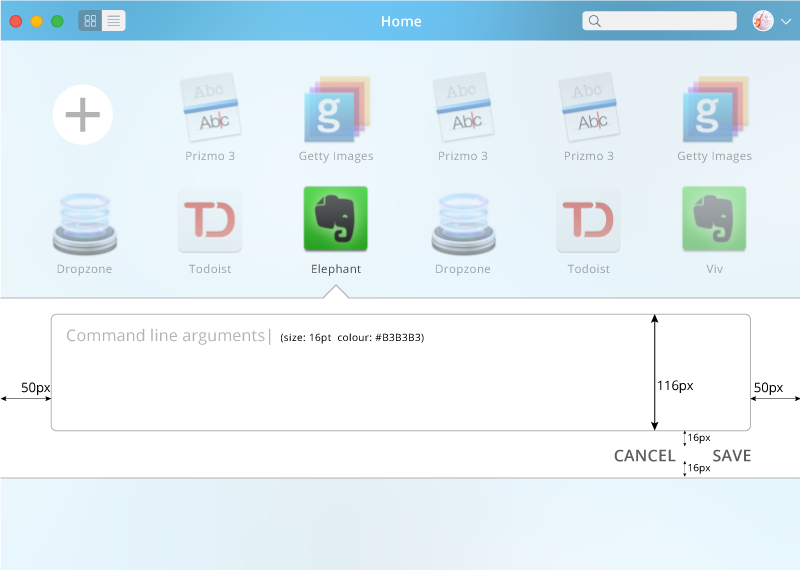 Home
Abc
Abc
Prizmo 3
g
Getty Images
Abc
Abc
Prizmo 3
Abc
Abc
Prizmo 3
g
Getty Images
Dropzone
TD
Todoist
Elephant
Dropzone
TD
Todoist
Viv
Command line arguments| (size: 16pt colour: #B3B3B3)
50px
116px
50px
16px
CANCEL SAVE
16px